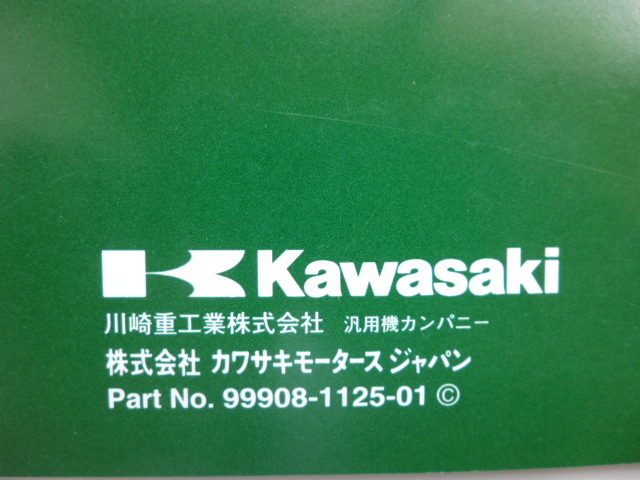 Kawasaki
川崎重工業株式会社 汎用機カンパニー
株式会社 カワサキモータース ジャパン
Part No. 99908-1125-01 ©